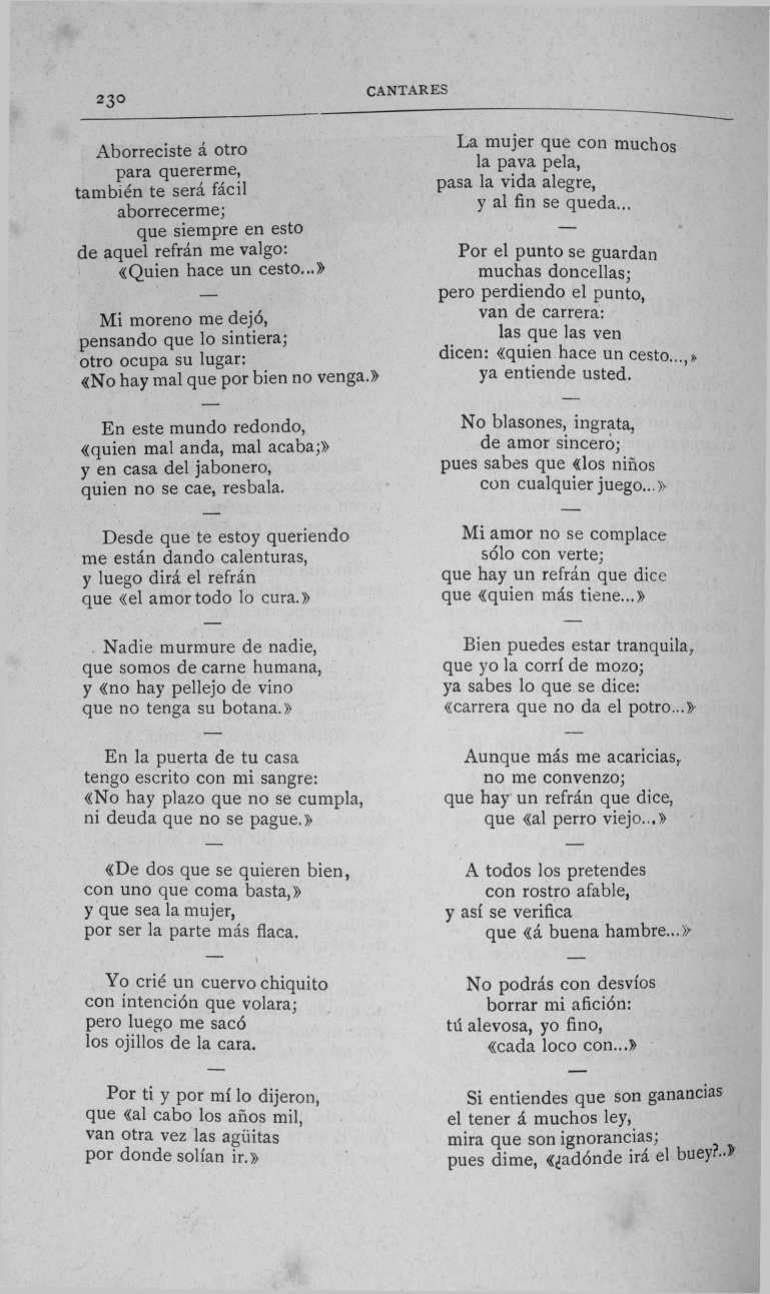 230
CANTARES
Aborreciste á otro
para quererme,
también te será fácil
aborrecerme;
que siempre en esto
de aquel refrán me valgo:
«Quien hace un cesto...»
—
Mi moreno me dejó,
pensando que lo sintiera;
otro ocupa su lugar:
«No hay mal que por bien no venga.»
—
En este mundo redondo,
«quien mal anda, mal acaba;»
y en casa del jabonero,
quien no se cae, resbala.
—
Desde que te estoy queriendo
me están dando calenturas,
y luego dirá el refrán
que «el amor todo lo cura.»
—
Nadie murmure de nadie,
que somos de carne humana,
y «no hay pellejo de vino
que no tenga su botana.»
—
En la puerta de tu casa
tengo escrito con mi sangre:
«No hay plazo que no se cumpla,
ni deuda que no se pague.»
—
«De dos que se quieren bien,
con uno que coma basta,»
y que sea la mujer,
por ser la parte más flaca.
—
Yo crié un cuervo chiquito
con intención que volara;
pero luego me sacó
los ojillos de la cara.
—
Por ti y por mí lo dijeron,
que «al cabo los años mil,
van otra vez las agüitas
por donde solían ir.»
La mujer que con muchos
la pava pela,
pasa la vida alegre,
y al fin se queda...
—
Por el punto se guardan
muchas doncellas;
pero perdiendo el punto,
van de carrera:
las que las ven
dicen: «quien hace un cesto...,»
ya entiende usted.
—
No blasones, ingrata,
de amor sincero;
pues sabes que «los niños
con cualquier juego...»
—
Mi amor no se complace
sólo con verte;
que hay un refrán que dice
que «quien más tiene...»
—
Bien puedes estar tranquila,
que yo la corrí de mozo;
ya sabes lo que se dice:
«carrera que no da el potro...»
—
Aunque más me acaricias,
no me convenzo;
que hay un refrán que dice,
que «al perro viejo...»
—
A todos los pretendes
con rostro afable,
y así se verifica
que «á buena hambre...»
—
No podrás con desvíos
borrar mi afición:
tú alevosa, yo fino,
«cada loco con...»
—
Si entiendes que son ganancias
el tener á muchos ley,
mira que son ignorancias;
pues dime, «¿adónde irá el buey?..»